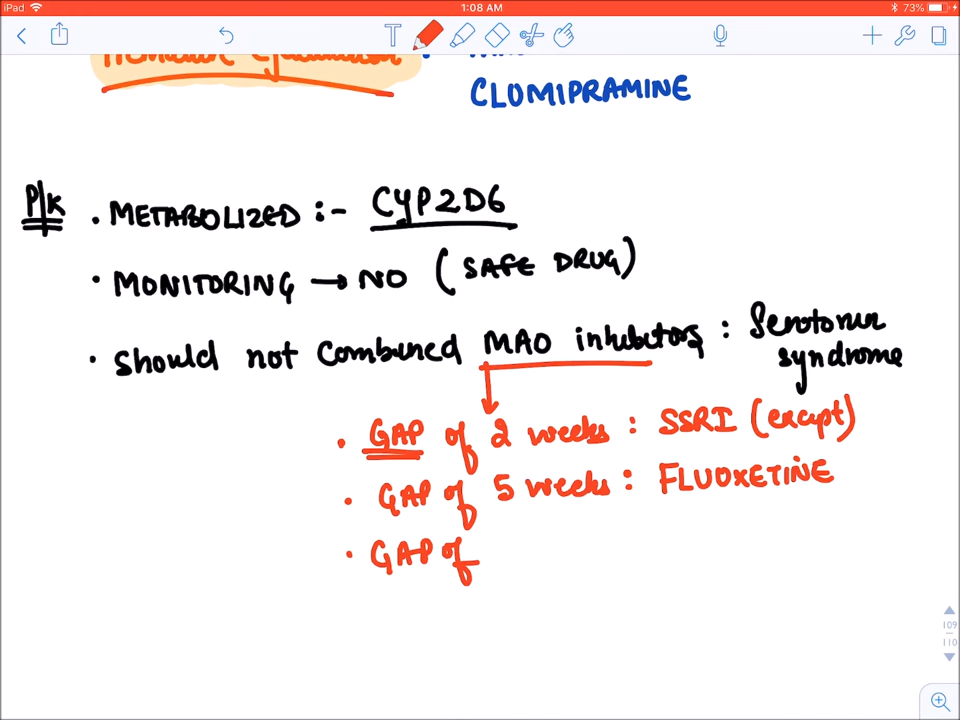 iPad 1:08 AM 73%
CLOMIPRAMINE
P/K . METABOLIZED :- CYP2D6
• MONITORING → NO (SAFE DRUG)
• Should not combined MAO inhibitors : Serotonin
syndrome
• GAP of 2 weeks : SSRI (except)
• GAP of 5 weeks : FLUOXETINE
• GAP of
109
110